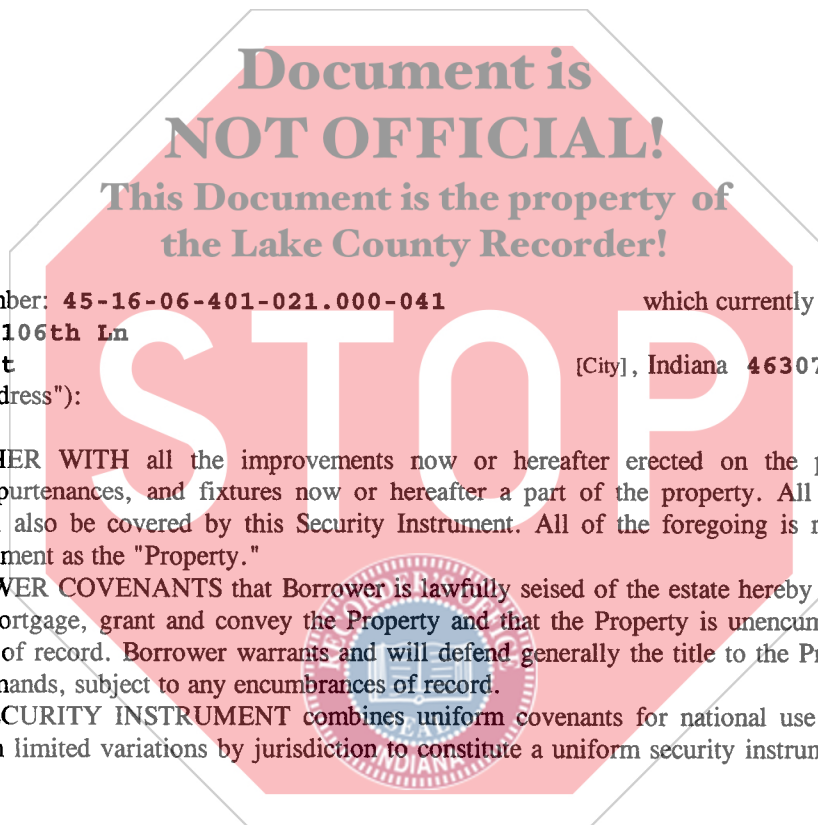 Document is
NOT OFFICIAL!
This Document is the property of
the Lake County Recorder!
nber: 45-16-06-401-021.000-041 which currently
106th Ln
t [City], Indiana 46307
dress"):
STOP
HER WITH all the improvements now or hereafter erected on the p
purtenances, and fixtures now or hereafter a part of the property. All
also be covered by this Security Instrument. All of the foregoing is r
ment as the "Property."
WER COVENANTS that Borrower is lawfully seised of the estate hereby
ortgage, grant and convey the Property and that the Property is unencum
of record. Borrower warrants and will defend generally the title to the Pr
nands, subject to any encumbrances of record.
CURITY INSTRUMENT combines uniform covenants for national use
n limited variations by jurisdiction to constitute a uniform security instrum
SEAL
INDIANA